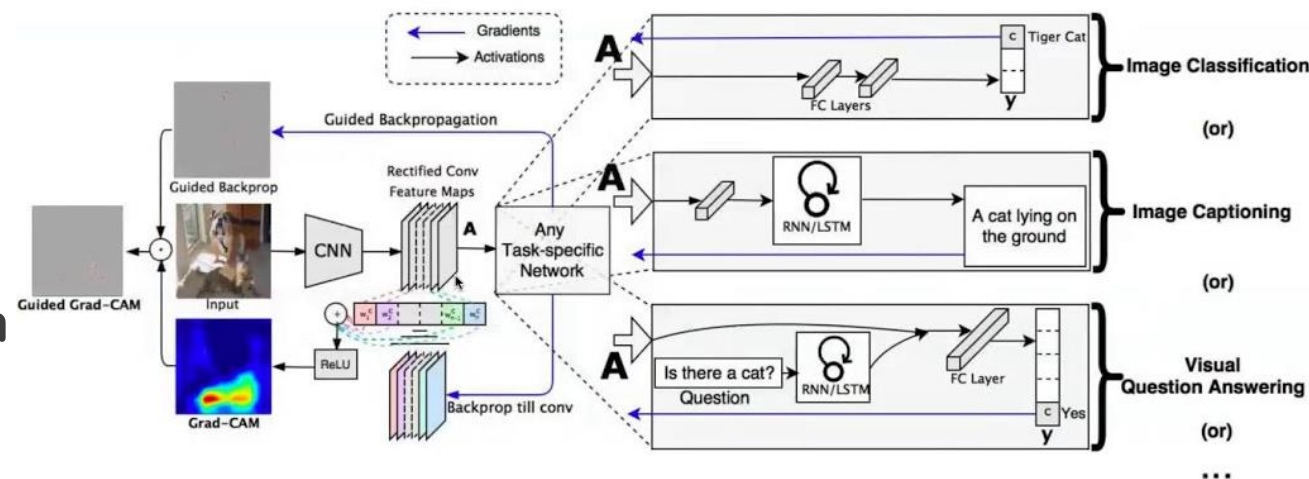 Gradients
Activations
A
c
Tiger Cat
FC Layers
y
Image Classification
(or)
Guided Backpropagation
Guided Backprop
Rectified Conv
Feature Maps
A
CNN
Any
Task-specific
Network
Input
Guided Grad-CAM
+
ReLU
Grad-CAM
Backprop till conv
A
RNN/LSTM
A cat lying on
the ground
Image Captioning
(or)
A
Is there a cat?
Question
RNN/LSTM
FC Layer
c
Yes
y
Visual
Question Answering
(or)
...